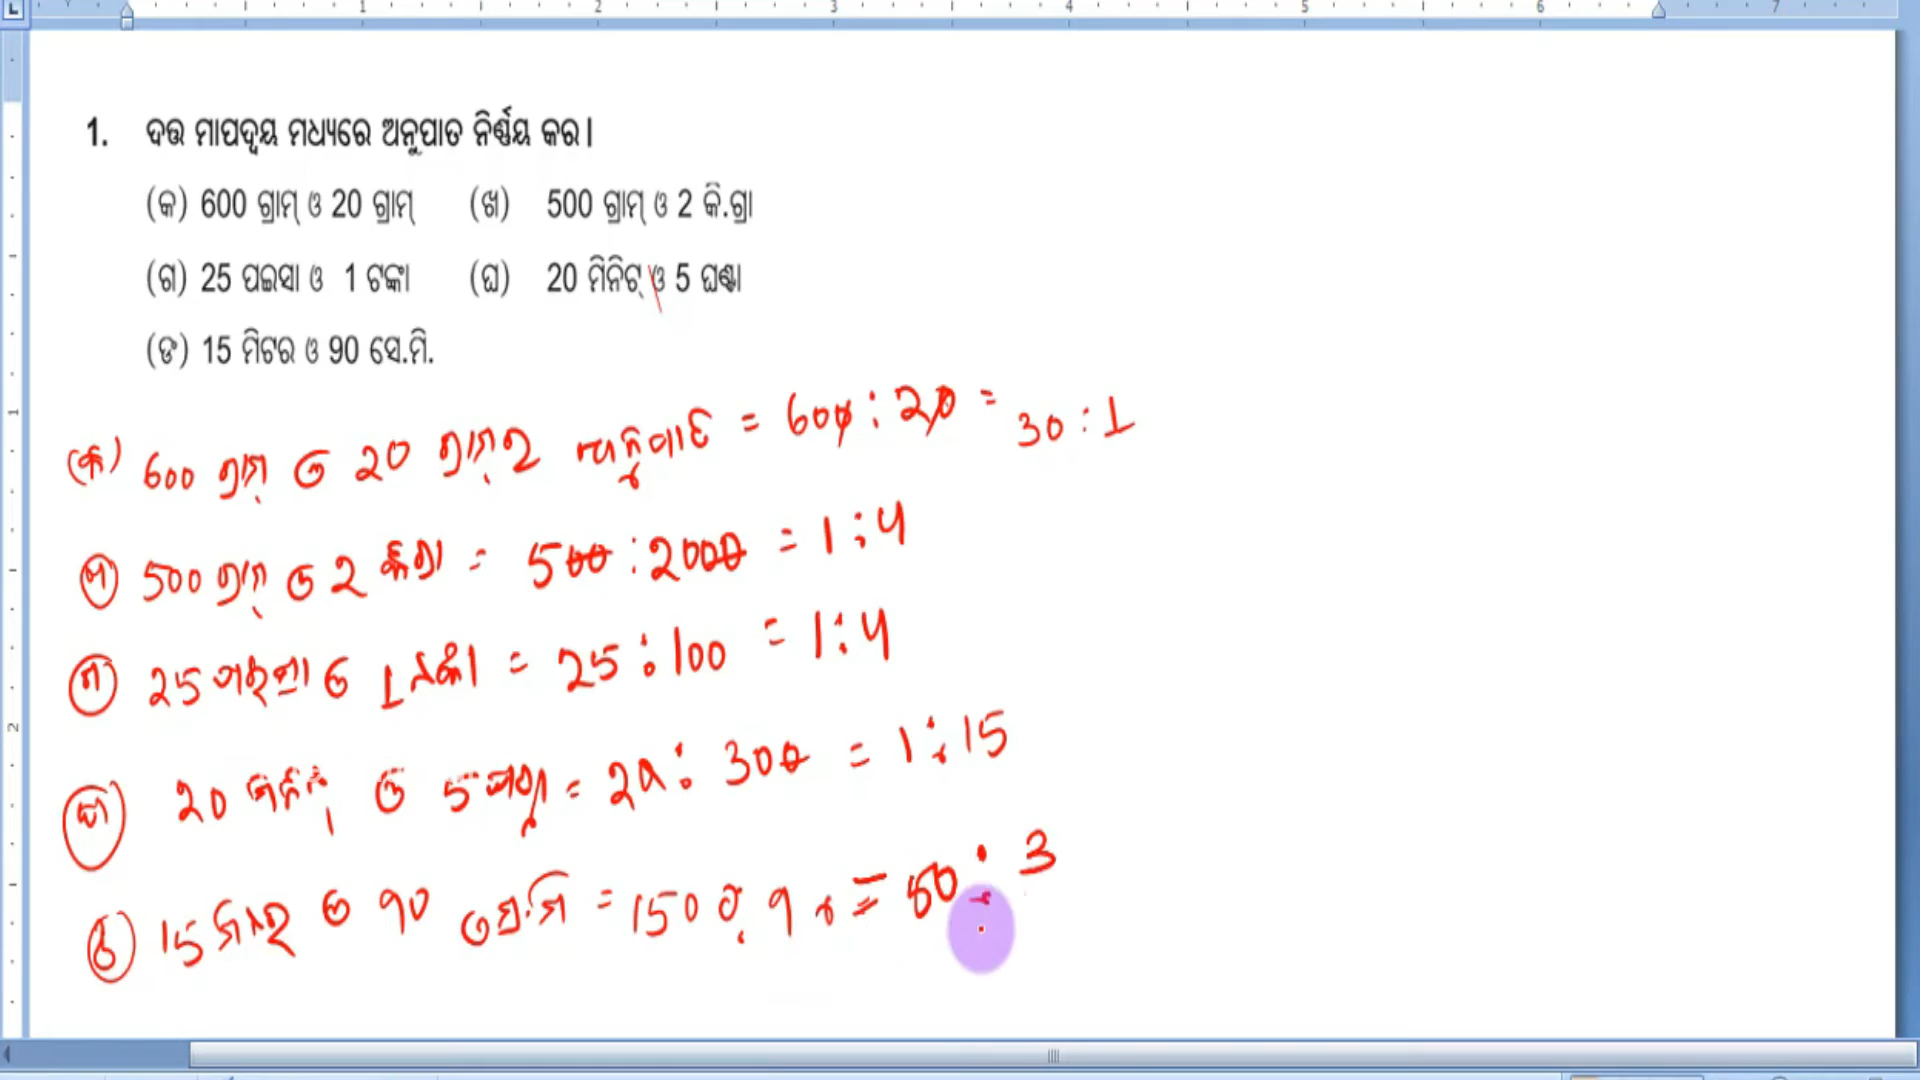 1. ଦତ୍ତ ମାପଦ୍ୱୟ ମଧ୍ୟରେ ଅନୁପାତ ନିର୍ଣ୍ଣୟ କର।
(କ) 600 ଗ୍ରାମ୍ ଓ 20 ଗ୍ରାମ୍ (ଖ) 500 ଗ୍ରାମ୍ ଓ 2 କି.ଗ୍ରା
(ଗ) 25 ପଇସା ଓ 1 ଟଙ୍କା (ଘ) 20 ମିନିଟ୍ ଓ 5 ଘଣ୍ଟା
(ଙ) 15 ମିଟର ଓ 90 ସେ.ମି.
(କ) 600 ଗ୍ରାମ୍ ଓ 20 ଗ୍ରାମ୍‌ର ଅନୁପାତ = 600 : 20 = 30 : 1
(ଖ) 500 ଗ୍ରାମ୍ ଓ 2 କିଗ୍ରା = 500 : 2000 = 1 : 4
(ଗ) 25 ପଇସା ଓ 1 ଟଙ୍କା = 25 : 100 = 1 : 4
(ଘ) 20 ମିନିଟ୍ ଓ 5 ଘଣ୍ଟା = 20 : 300 = 1 : 15
(ଙ) 15 ମିଟର ଓ 90 ସେ.ମି = 1500 : 90 = 50 : 3